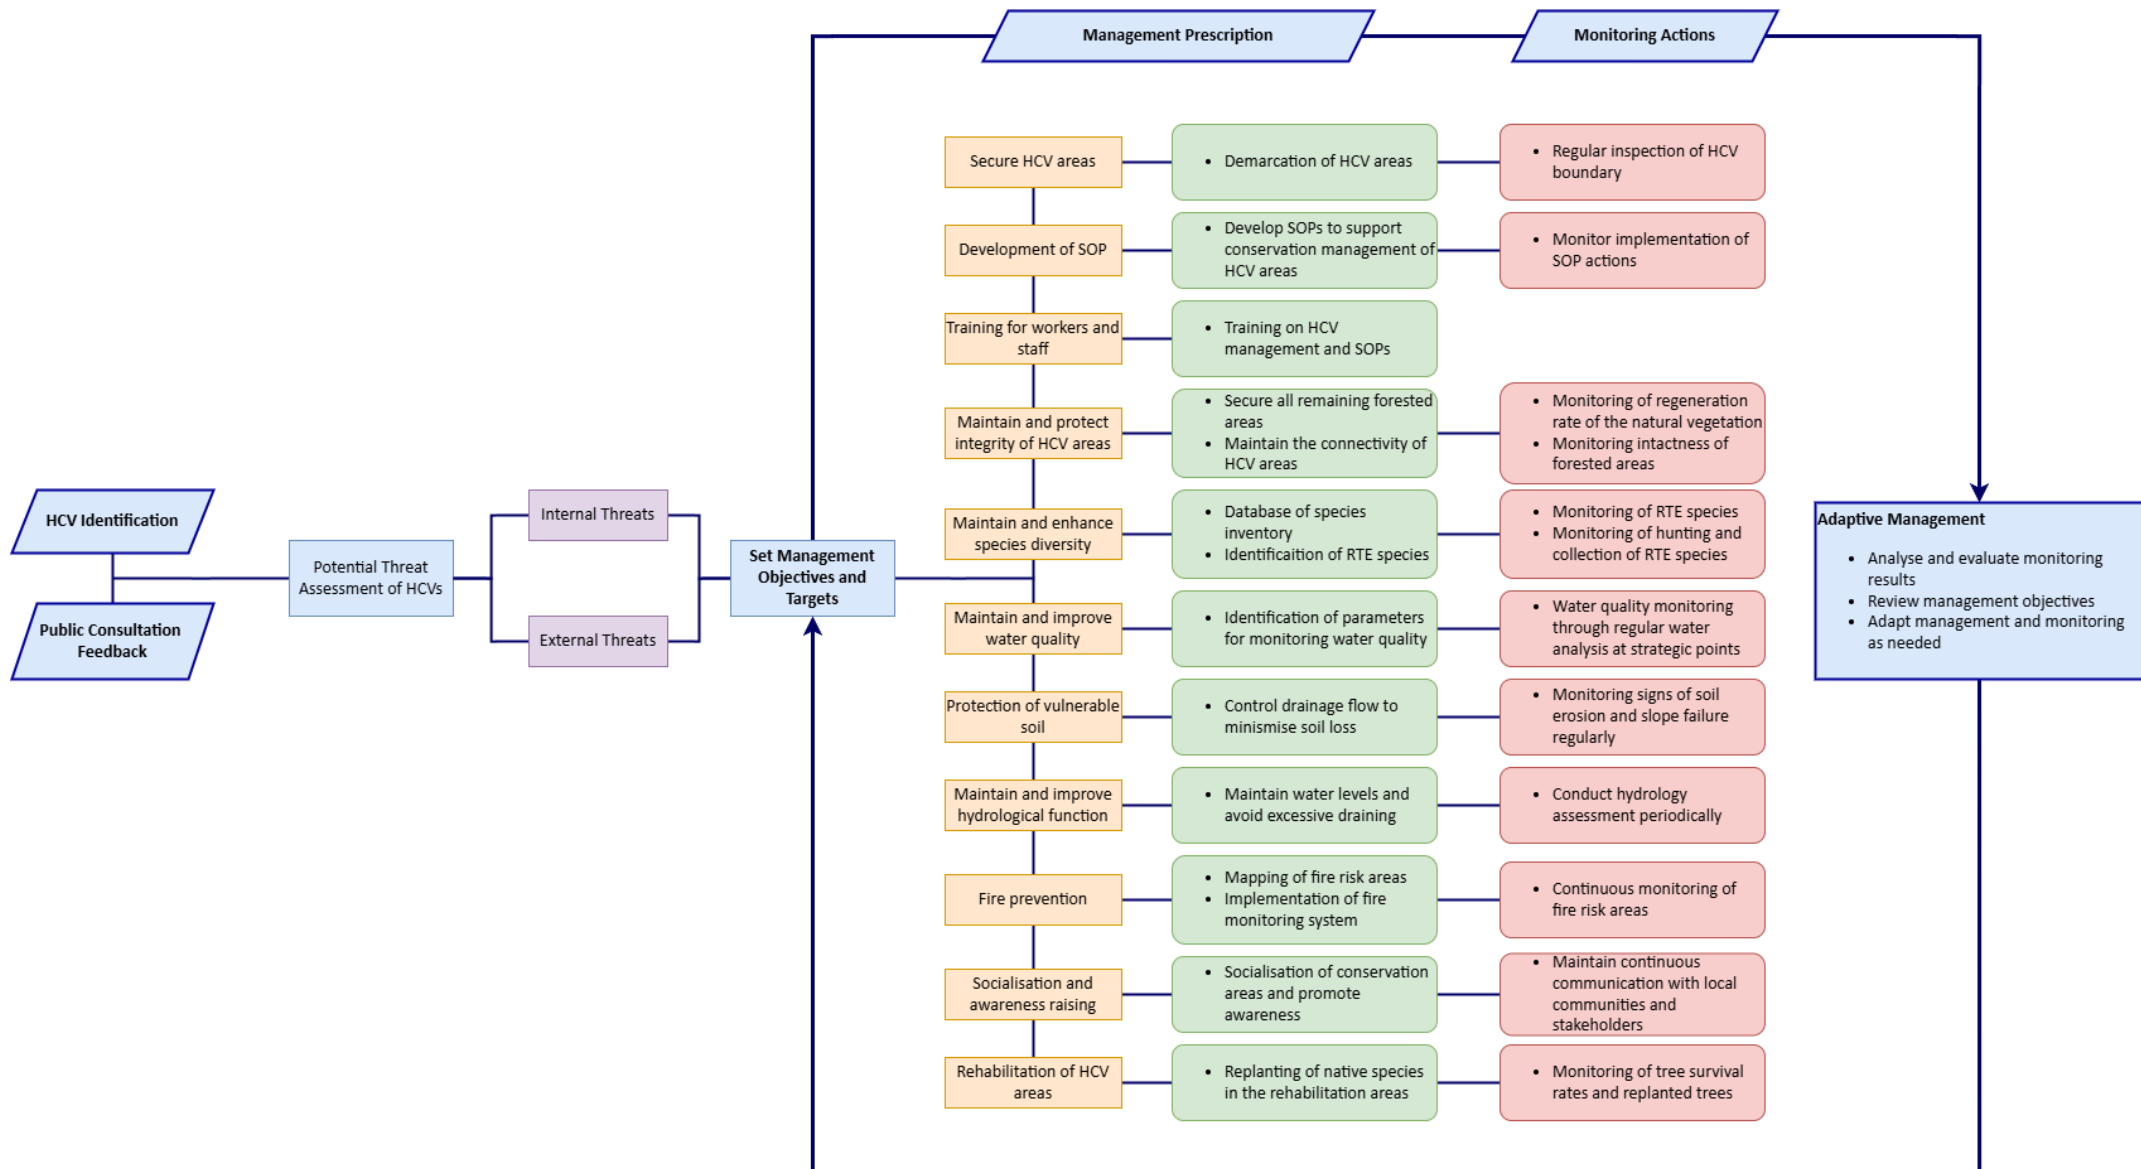 Management Prescription
Monitoring Actions
HCV Identification
Public Consultation
Feedback
Potential Threat
Assessment of HCVs
Internal Threats
External Threats
Set Management
Objectives and
Targets
Secure HCV areas
• Demarcation of HCV areas
• Regular inspection of HCV
boundary
Development of SOP
• Develop SOPs to support
conservation management of
HCV areas
• Monitor implementation of
SOP actions
Training for workers and
staff
• Training on HCV
management and SOPs
Maintain and protect
integrity of HCV areas
• Secure all remaining forested
areas
• Maintain the connectivity of
HCV areas
• Monitoring of regeneration
rate of the natural vegetation
• Monitoring intactness of
forested areas
Maintain and enhance
species diversity
• Database of species
inventory
• Identificaition of RTE species
• Monitoring of RTE species
• Monitoring of hunting and
collection of RTE species
Maintain and improve
water quality
• Identification of parameters
for monitoring water quality
• Water quality monitoring
through regular water
analysis at strategic points
Protection of vulnerable
soil
• Control drainage flow to
minismise soil loss
• Monitoring signs of soil
erosion and slope failure
regularly
Maintain and improve
hydrological function
• Maintain water levels and
avoid excessive draining
• Conduct hydrology
assessment periodically
Fire prevention
• Mapping of fire risk areas
• Implementation of fire
monitoring system
• Continuous monitoring of
fire risk areas
Socialisation and
awareness raising
• Socialisation of conservation
areas and promote
awareness
• Maintain continuous
communication with local
communities and
stakeholders
Rehabilitation of HCV
areas
• Replanting of native species
in the rehabilitation areas
• Monitoring of tree survival
rates and replanted trees
Adaptive Management
• Analyse and evaluate monitoring
results
• Review management objectives
• Adapt management and monitoring
as needed